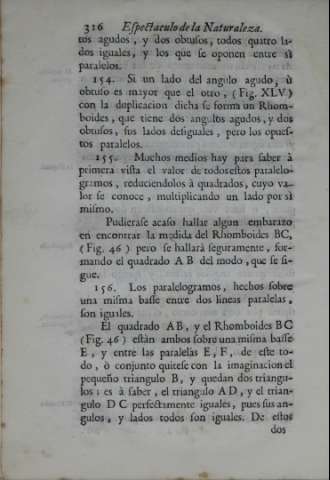 316 Espectaculo de la Naturaleza.
tos agudos, y dos obtusos, todos quatro la-
dos iguales, y los que se oponen entre sì
paralelos.
154. Si un lado del angulo agudo, ù
obtuso es mayor que el otro, (Fig. XLV)
con la duplicacion dicha se forma un Rhom-
boides, que tiene dos angulos agudos, y dos
obtusos, sus lados desiguales, pero los opues-
tos paralelos.
155. Muchos medios hay para saber à
primera vista el valor de todos estos paralelo-
gramos, reduciendolos à quadrados, cuyo va-
lor se conoce, multiplicando un lado por sì
mismo.
Pudierase acaso hallar algun embarazo
en encontrar la medida del Rhomboides BC,
(Fig. 46) pero se hallarà seguramente, for-
mando el quadrado AB del modo, que se si-
gue.
156. Los paralelogramos, hechos sobre
una misma basse entre dos lineas paralelas,
son iguales.
El quadrado AB, y el Rhomboides BC
(Fig. 46) estàn ambos sobre una misma basse
E, y entre las paralelas E, F, de este to-
do, ò conjunto quitese con la imaginacion el
pequeño triangulo B, y quedan dos triangu-
los: es à saber, el triangulo AD, y el trian-
gulo DC perfectamente iguales, pues sus an-
gulos, y lados todos son iguales. De estos
dos